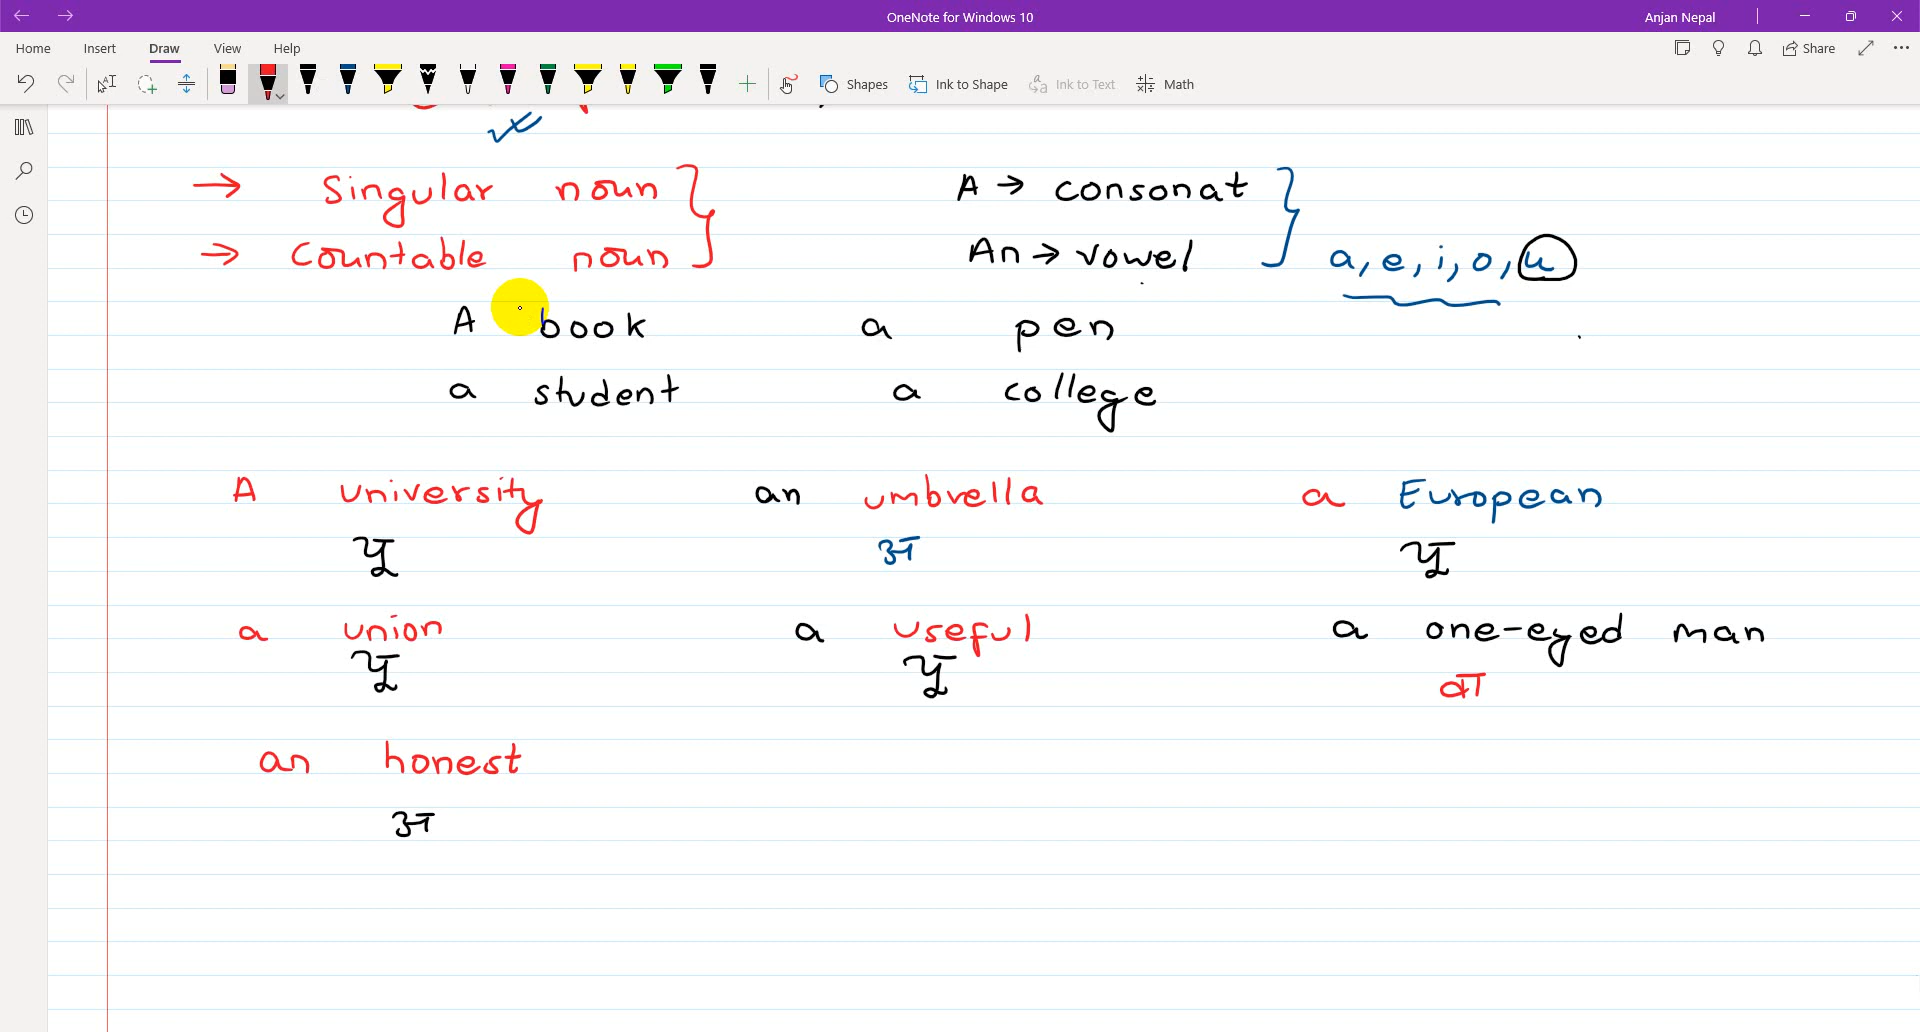 OneNote for Windows 10
Anjan Nepal
Home Insert Draw View Help
Share
Shapes Ink to Shape Ink to Text Math
→ Singular noun
→ Countable noun
A → consonat
An → vowel
a, e, i, o, u
A book a pen
a student a college
A university an umbrella a European
यु अ यु
a union a useful a one-eyed man
यु यु वा
an honest
अ